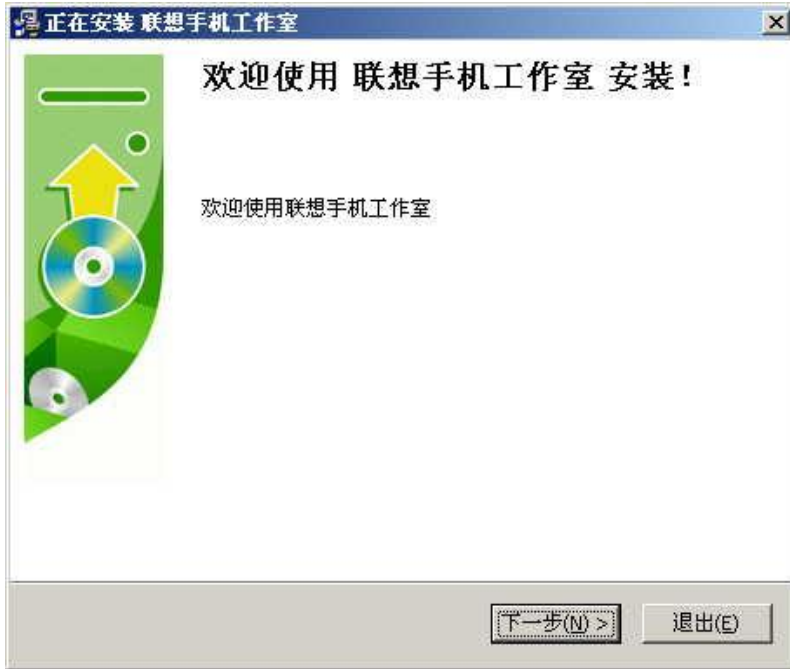 正在安装 联想手机工作室
欢迎使用 联想手机工作室 安装!
欢迎使用联想手机工作室
下一步(N) >
退出(E)